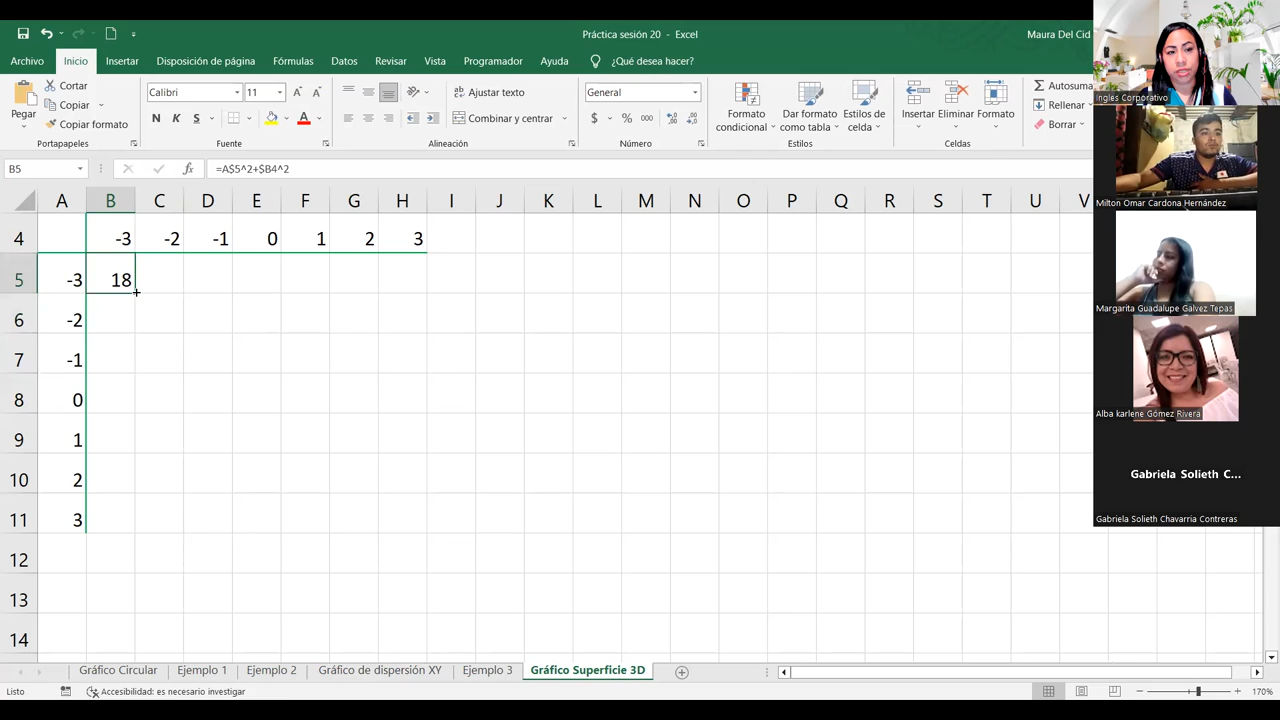 Práctica sesión 20 - Excel
Maura Del Cid
Archivo Inicio Insertar Disposición de página Fórmulas Datos Revisar Vista Programador Ayuda ¿Qué desea hacer?
Pegar
Cortar
Copiar
Copiar formato
Portapapeles
Calibri 11
N K S
Fuente
Ajustar texto
Combinar y centrar
Alineación
General
$ % 000
Número
Formato condicional
Dar formato como tabla
Estilos de celda
Estilos
Insertar Eliminar Formato
Celdas
Autosuma
Rellenar
Borrar
B5 fx =A$5^2+$B4^2
A B C D E F G H I J K L M N O P Q R S T U V
4 -3 -2 -1 0 1 2 3
5 -3 18
6 -2
7 -1
8 0
9 1
10 2
11 3
12
13
14
Gráfico Circular Ejemplo 1 Ejemplo 2 Gráfico de dispersión XY Ejemplo 3 Gráfico Superficie 3D
Listo Accesibilidad: es necesario investigar 170%
Ingles Corporativo
Milton Omar Cardona Hernández
Margarita Guadalupe Galvez Tepas
Alba karlene Gómez Rivera
Gabriela Solieth C...
Gabriela Solieth Chavarria Contreras